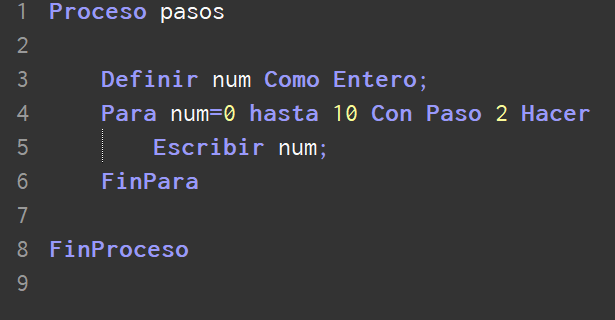 1 Proceso pasos
2
3 Definir num Como Entero;
4 Para num=0 hasta 10 Con Paso 2 Hacer
5 Escribir num;
6 FinPara
7
8 FinProceso
9